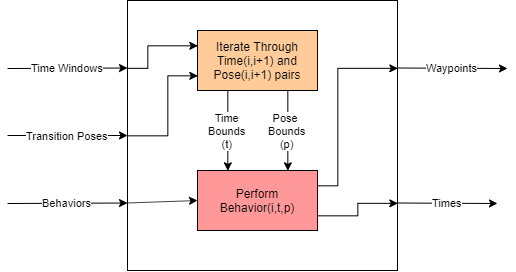 Iterate Through
Time(i,i+1) and
Pose(i,i+1) pairs
Time Windows
Waypoints
Time
Bounds
(t)
Pose
Bounds
(p)
Transition Poses
Behaviors
Perform
Behavior(i,t,p)
Times